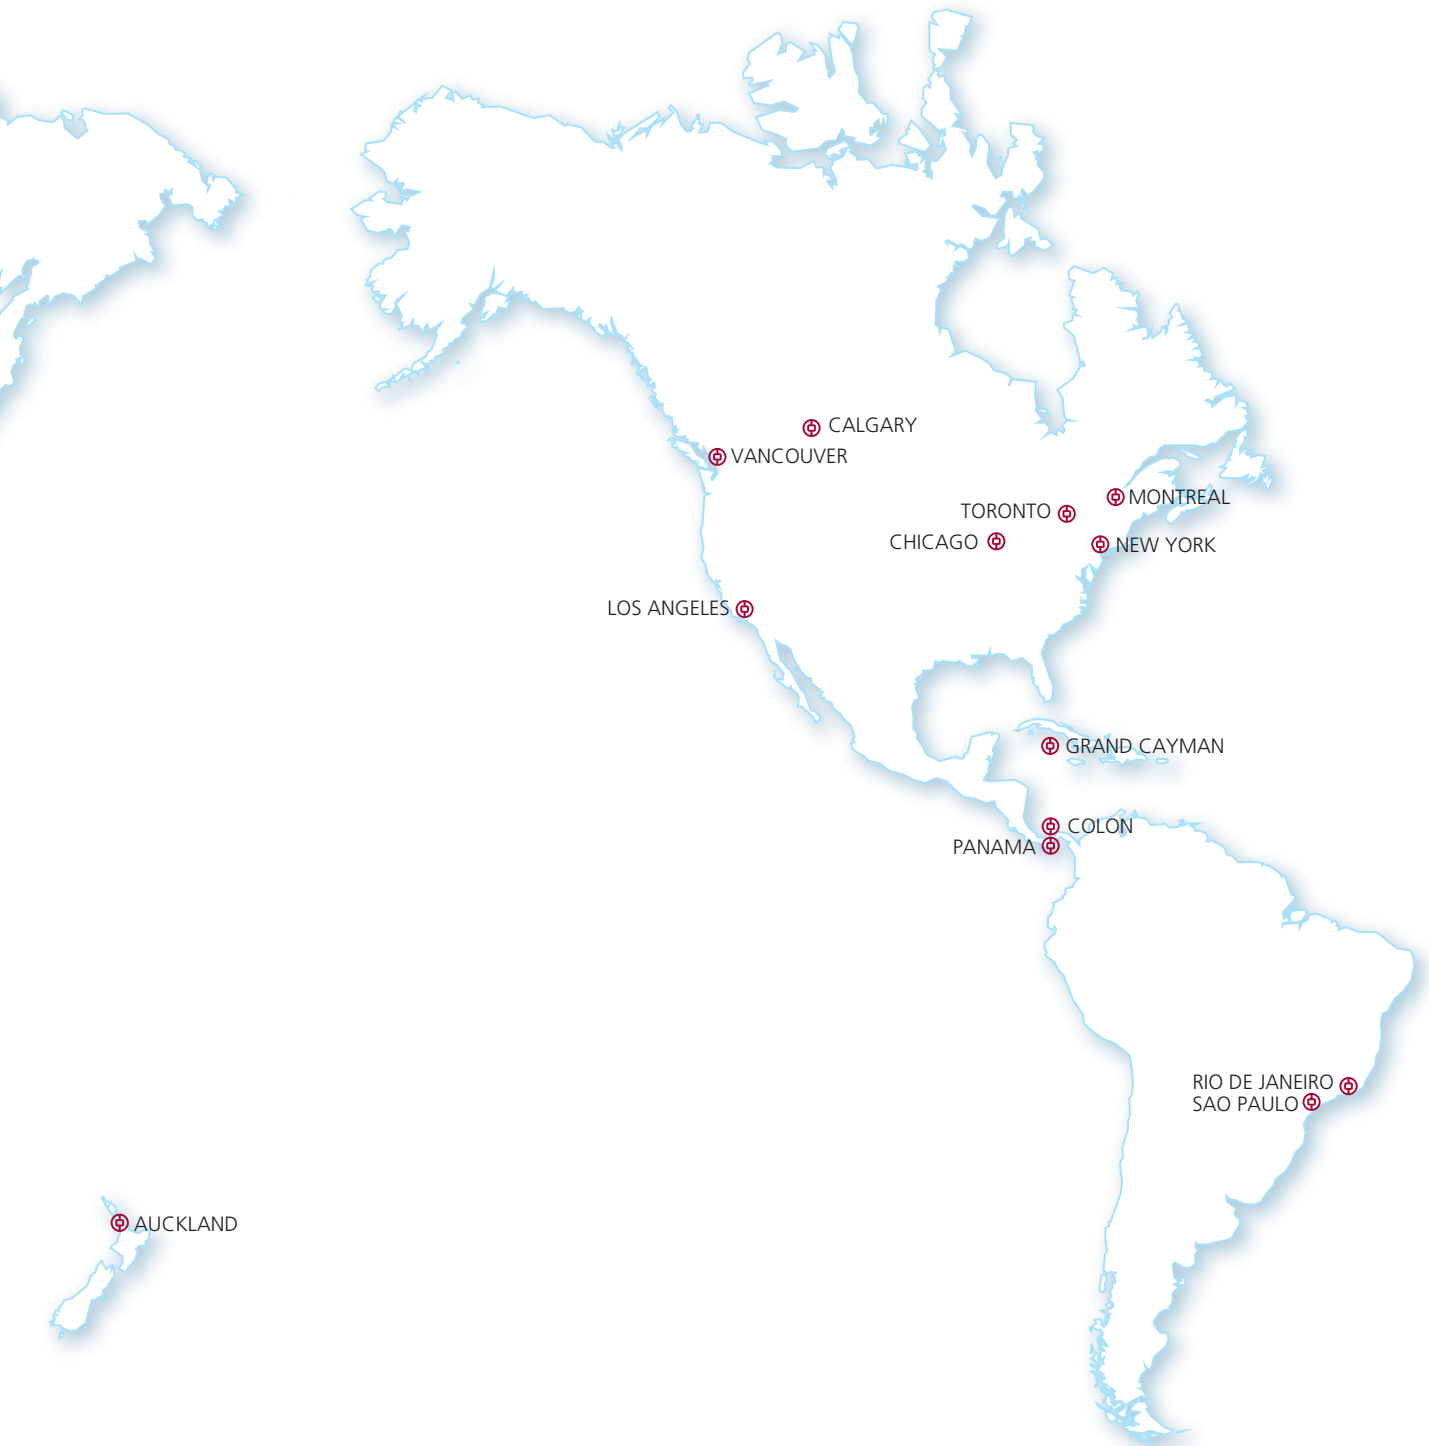 CALGARY
VANCOUVER
MONTREAL
TORONTO
CHICAGO
NEW YORK
LOS ANGELES
GRAND CAYMAN
COLON
PANAMA
RIO DE JANEIRO
SAO PAULO
AUCKLAND